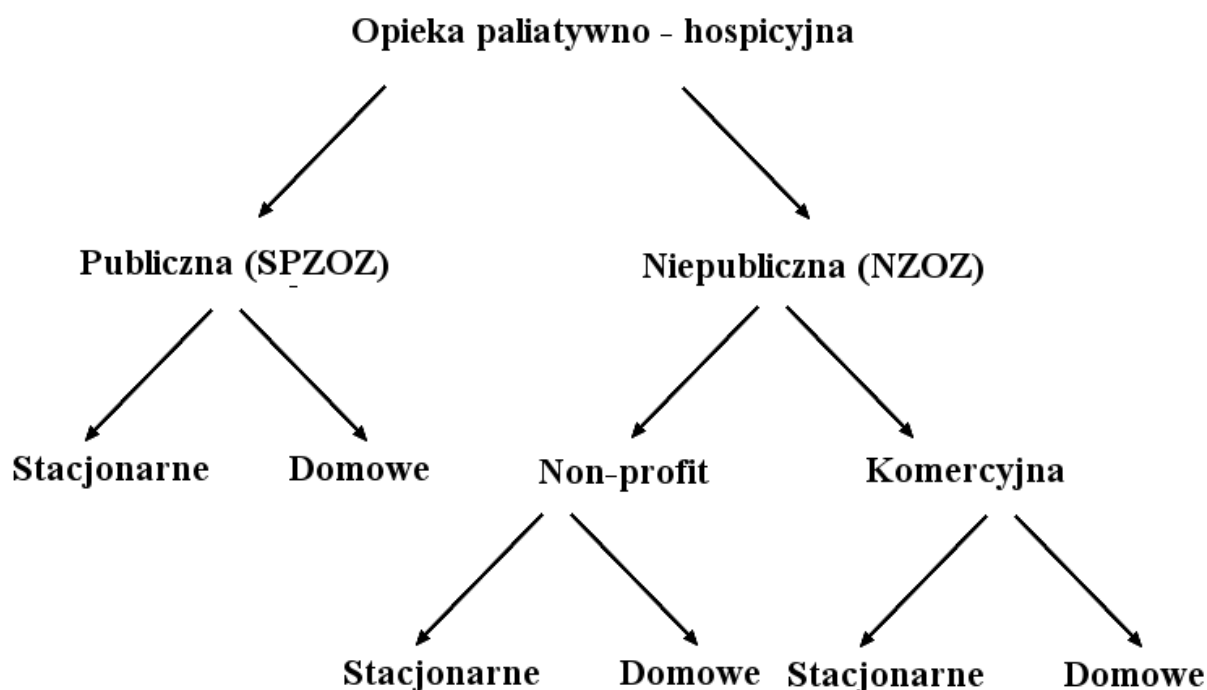 Opieka paliatywno - hospicyjna
Publiczna (SPZOZ)
Niepubliczna (NZOZ)
Stacjonarne
Domowe
Non-profit
Komercyjna
Stacjonarne
Domowe
Stacjonarne
Domowe